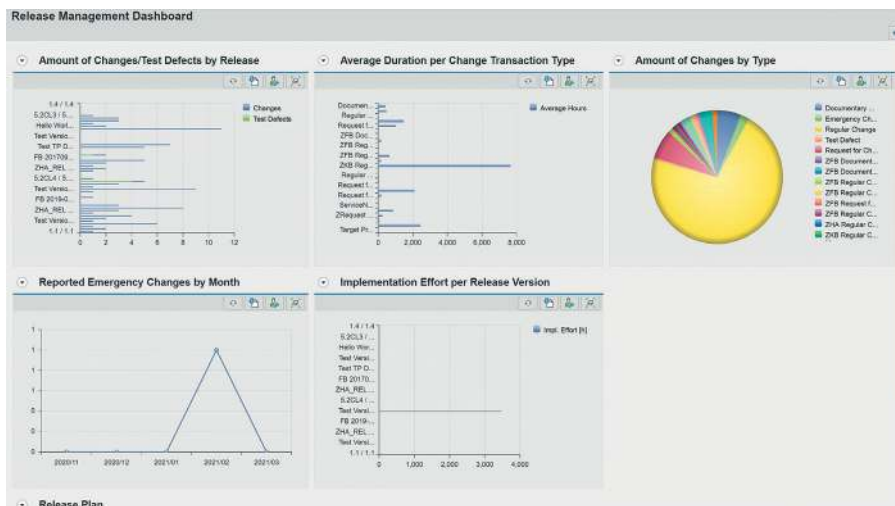 Release Management Dashboard
Amount of Changes/Test Defects by Release
1.4 / 1.4
5.2CL3 / 5....
Hello Worl...
Test Versio...
Test TP D...
FB 201709...
ZHA_REL ...
5.2CL4 / 5....
Test Versio...
FB 2019-0...
ZHA_REL ...
Test Versio...
1.1 / 1.1
0 2 4 6 8 10 12
Changes
Test Defects
Average Duration per Change Transaction Type
Documen...
Regular ...
Request f...
ZFB Doc...
ZFB Reg...
ZFB Reg...
ZKB Reg...
Regular ...
Request f...
Request f...
ServiceN...
ZRequest ...
Target Pr...
0 2,000 4,000 6,000 8,000
Average Hours
Amount of Changes by Type
Documentary ...
Emergency Ch...
Regular Change
Test Defect
Request for Ch...
ZFB Document...
ZFB Document...
ZFB Regular C...
ZFB Regular C...
ZFB Request f...
ZFB Regular C...
ZHA Regular C...
ZKB Regular C...
Reported Emergency Changes by Month
1
1
1
1
0
0
0
2020/11 2020/12 2021/01 2021/02 2021/03
Implementation Effort per Release Version
1.4 / 1.4
5.2CL3 / ...
Hello Wor...
Test Versi...
Test TP D...
FB 20170...
ZHA_REL...
5.2CL4 / ...
Test Versi...
FB 2019-...
ZHA_REL...
Test Versi...
1.1 / 1.1
0 1,000 2,000 3,000 4,000
Impl. Effort [h]
Release Plan